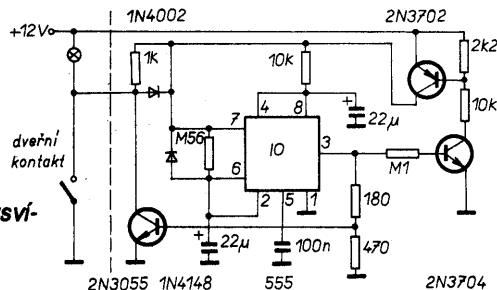 1N4002 2N3702
+12V
1k 10k 2k2
10k
4 8
+ 22μ
dveřní kontakt
7 M56 IO 3 M1
6
2 5 1
180
SVÍ-
+ 22μ 100n 470
2N3055 1N4148 555 2N3704